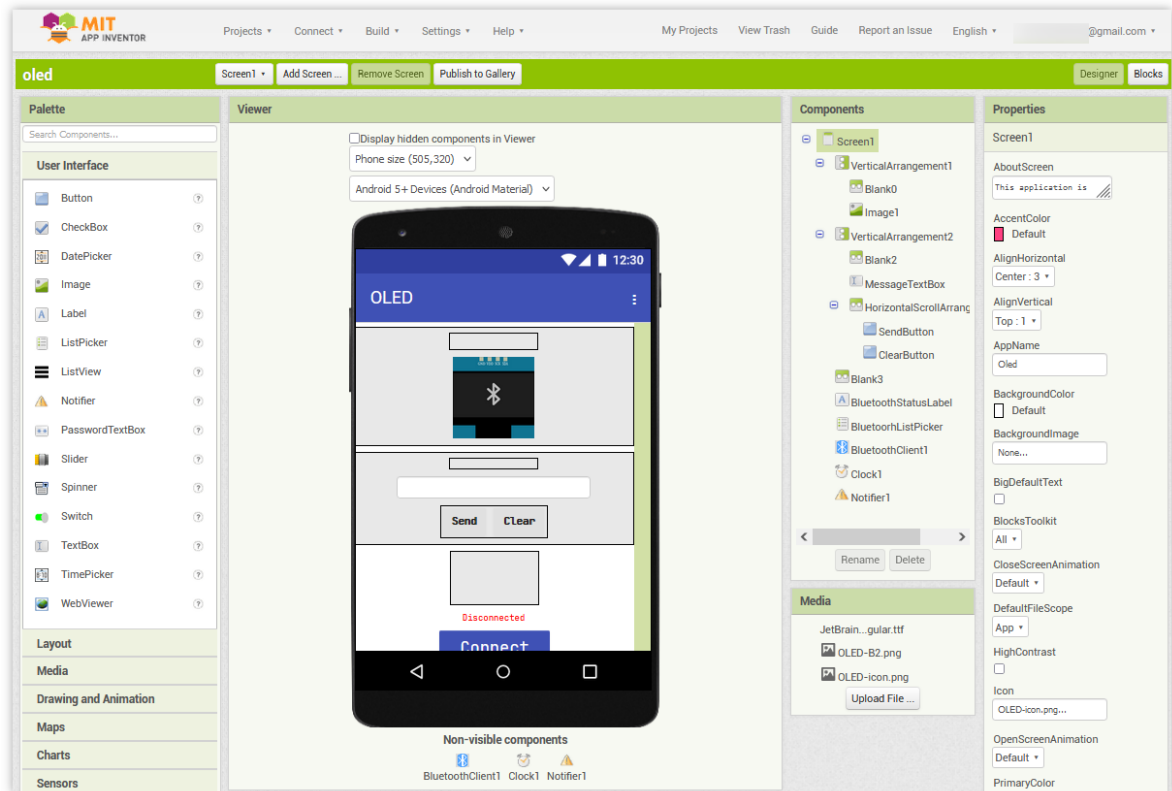 MIT
APP INVENTOR
Projects Connect Build Settings Help My Projects View Trash Guide Report an Issue English @gmail.com
oled Screen1 Add Screen ... Remove Screen Publish to Gallery Designer Blocks
Palette
Search Components...
User Interface
Button ?
CheckBox ?
DatePicker ?
Image ?
Label ?
ListPicker ?
ListView ?
Notifier ?
PasswordTextBox ?
Slider ?
Spinner ?
Switch ?
TextBox ?
TimePicker ?
WebViewer ?
Layout
Media
Drawing and Animation
Maps
Charts
Sensors
Viewer
Display hidden components in Viewer
Phone size (505,320)
Android 5+ Devices (Android Material)
12:30
OLED
Send Clear
Disconnected
Connect
Non-visible components
BluetoothClient1 Clock1 Notifier1
Components
Screen1
VerticalArrangement1
Blank0
Image1
VerticalArrangement2
Blank2
MessageTextBox
HorizontalScrollArrang
SendButton
ClearButton
Blank3
BluetoothStatusLabel
BluetoorhListPicker
BluetoothClient1
Clock1
Notifier1
Rename Delete
Media
JetBrain...gular.ttf
OLED-B2.png
OLED-icon.png
Upload File ...
Properties
Screen1
AboutScreen
This application is
AccentColor
Default
AlignHorizontal
Center : 3
AlignVertical
Top : 1
AppName
Oled
BackgroundColor
Default
BackgroundImage
None...
BigDefaultText
BlocksToolkit
All
CloseScreenAnimation
Default
DefaultFileScope
App
HighContrast
Icon
OLED-icon.png...
OpenScreenAnimation
Default
PrimaryColor